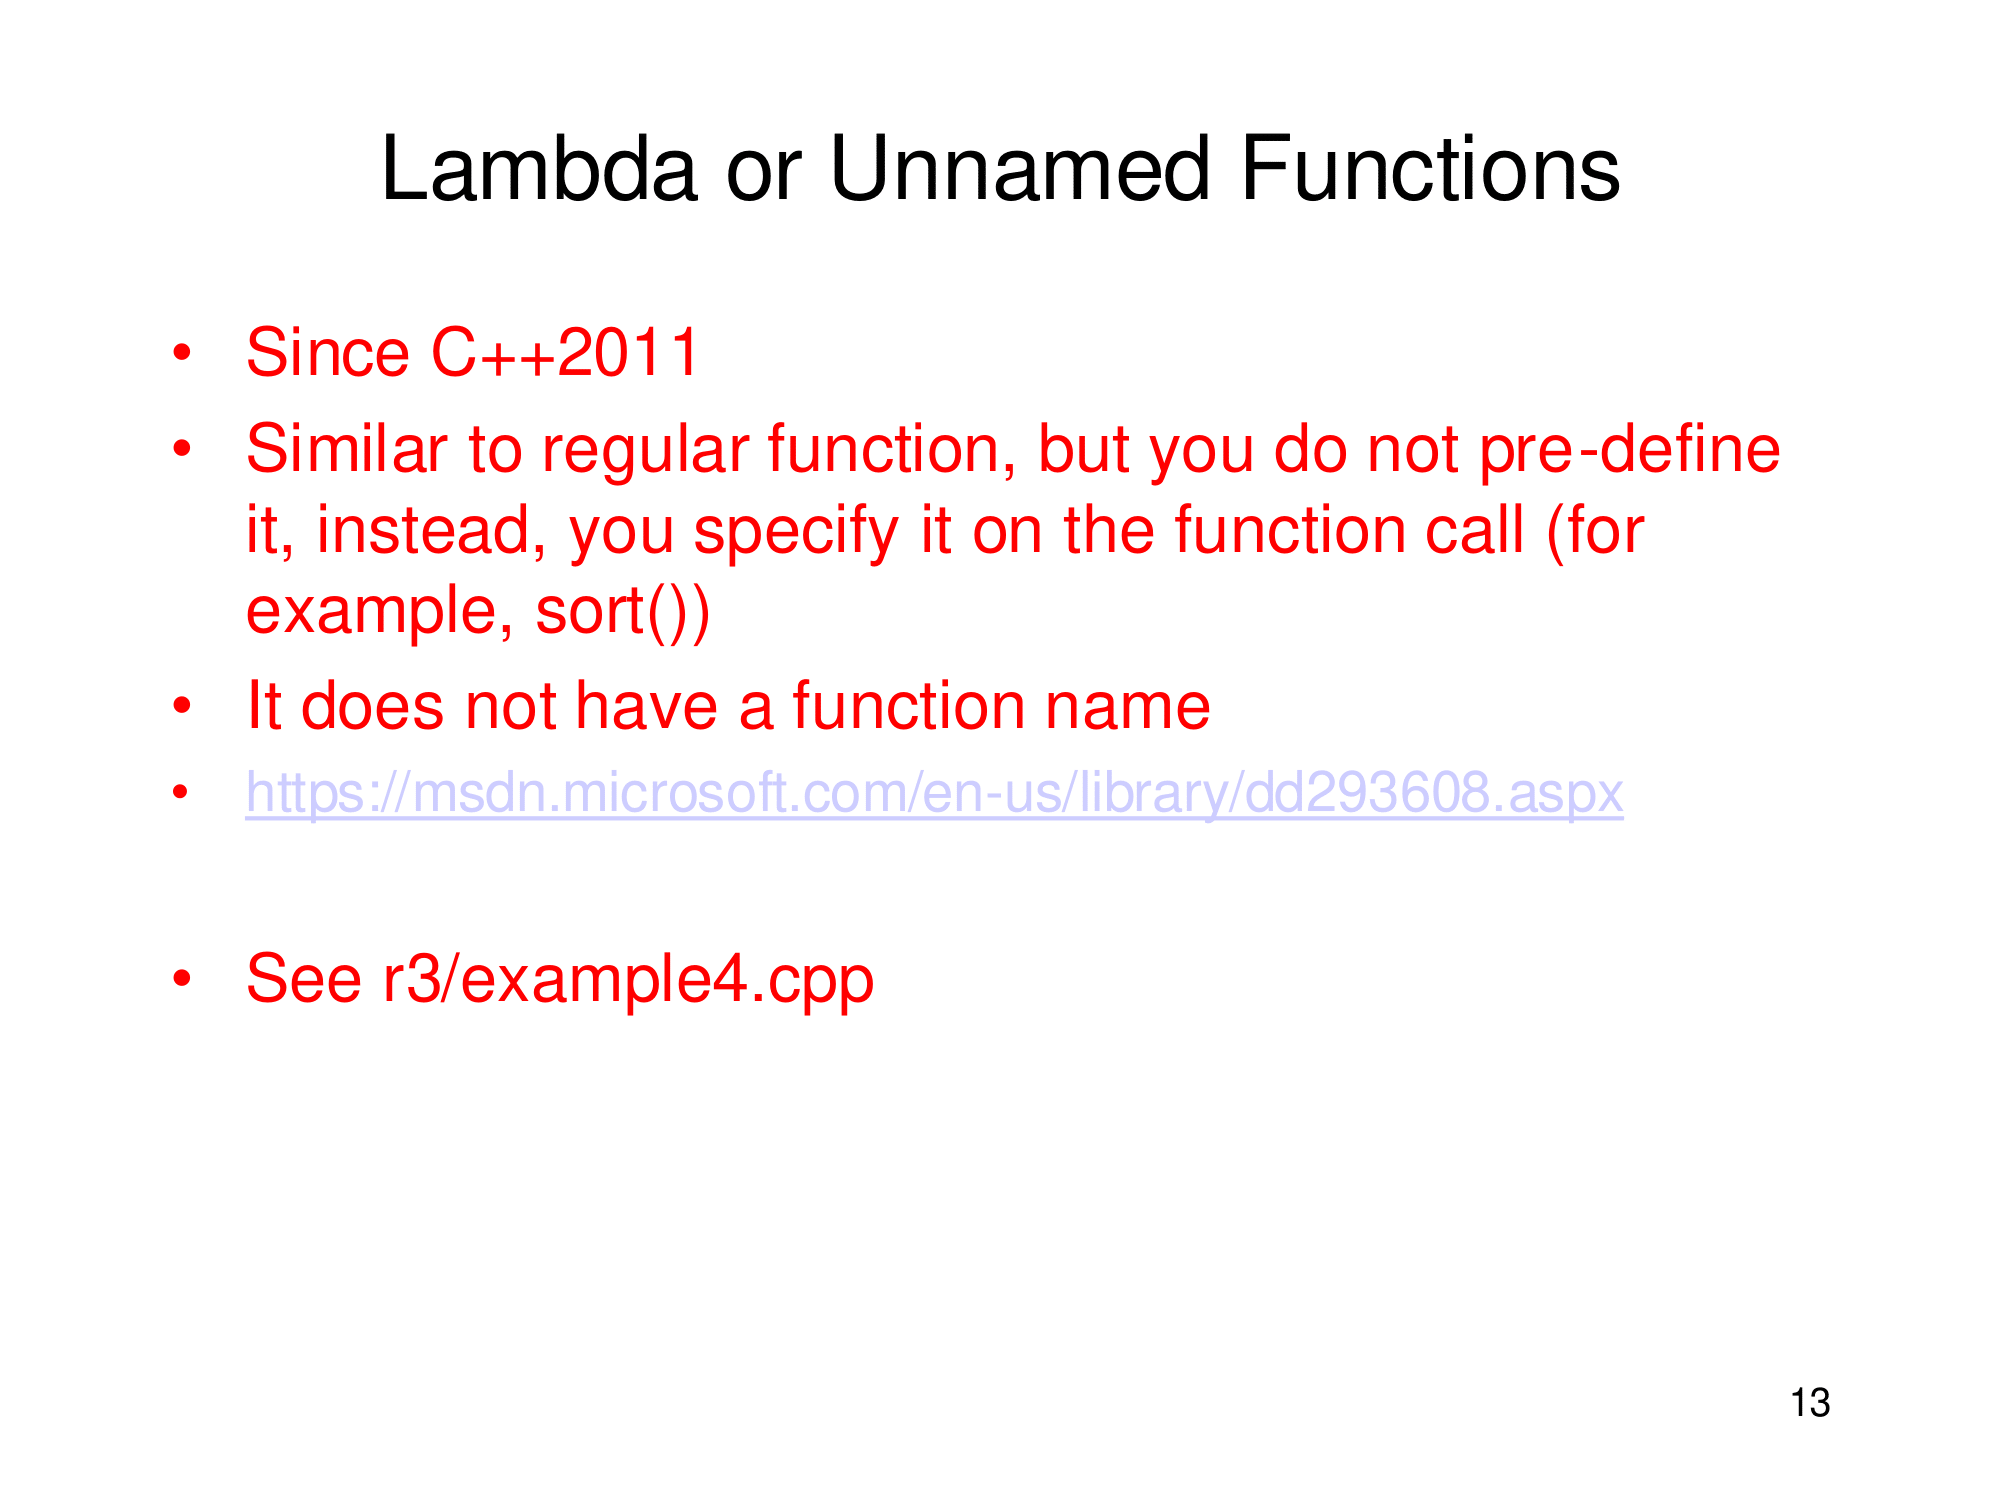 Lambda or Unnamed Functions
• Since C++2011
• Similar to regular function, but you do not pre-define
it, instead, you specify it on the function call (for
example, sort())
• It does not have a function name
• https://msdn.microsoft.com/en-us/library/dd293608.aspx
• See r3/example4.cpp
13